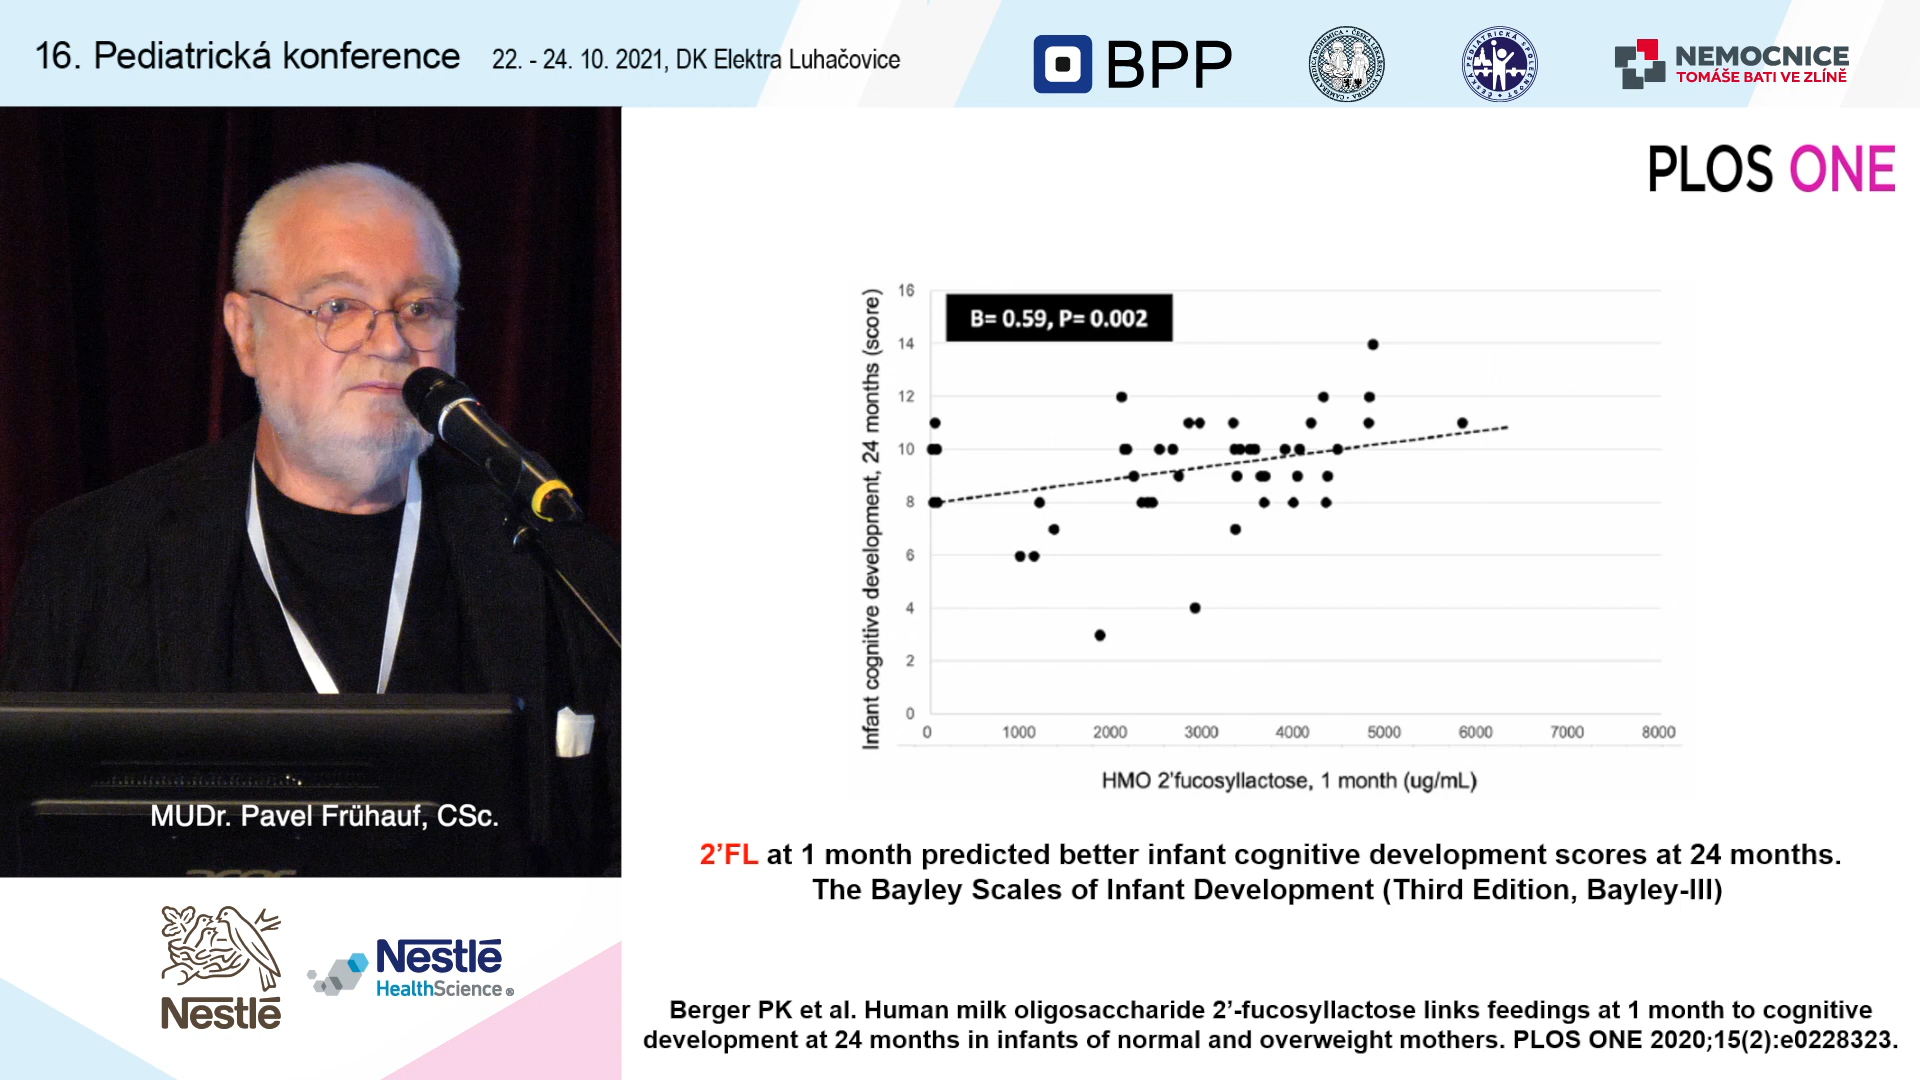 16. Pediatrická konference 22. - 24. 10. 2021, DK Elektra Luhačovice
BPP
NEMOCNICE
TOMÁŠE BATI VE ZLÍNĚ
PLOS ONE
B= 0.59, P= 0.002
Infant cognitive development, 24 months (score)
16
14
12
10
8
6
4
2
0
0 1000 2000 3000 4000 5000 6000 7000 8000
HMO 2'fucosyllactose, 1 month (ug/mL)
2’FL at 1 month predicted better infant cognitive development scores at 24 months.
The Bayley Scales of Infant Development (Third Edition, Bayley-III)
Berger PK et al. Human milk oligosaccharide 2’-fucosyllactose links feedings at 1 month to cognitive
development at 24 months in infants of normal and overweight mothers. PLOS ONE 2020;15(2):e0228323.
MUDr. Pavel Frühauf, CSc.
Nestlé
Nestlé
HealthScience ®